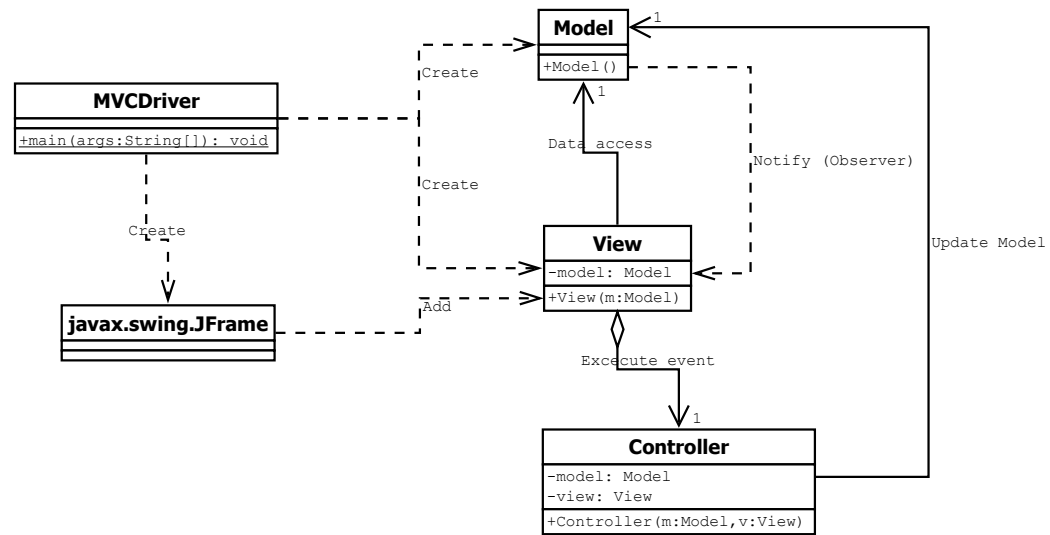 Model
+Model()
1
1
Create
MVCDriver
+main(args:String[]): void
Data access
Notify (Observer)
Create
Create
View
-model: Model
+View(m:Model)
Update Model
javax.swing.JFrame
Add
Excecute event
1
Controller
-model: Model
-view: View
+Controller(m:Model,v:View)